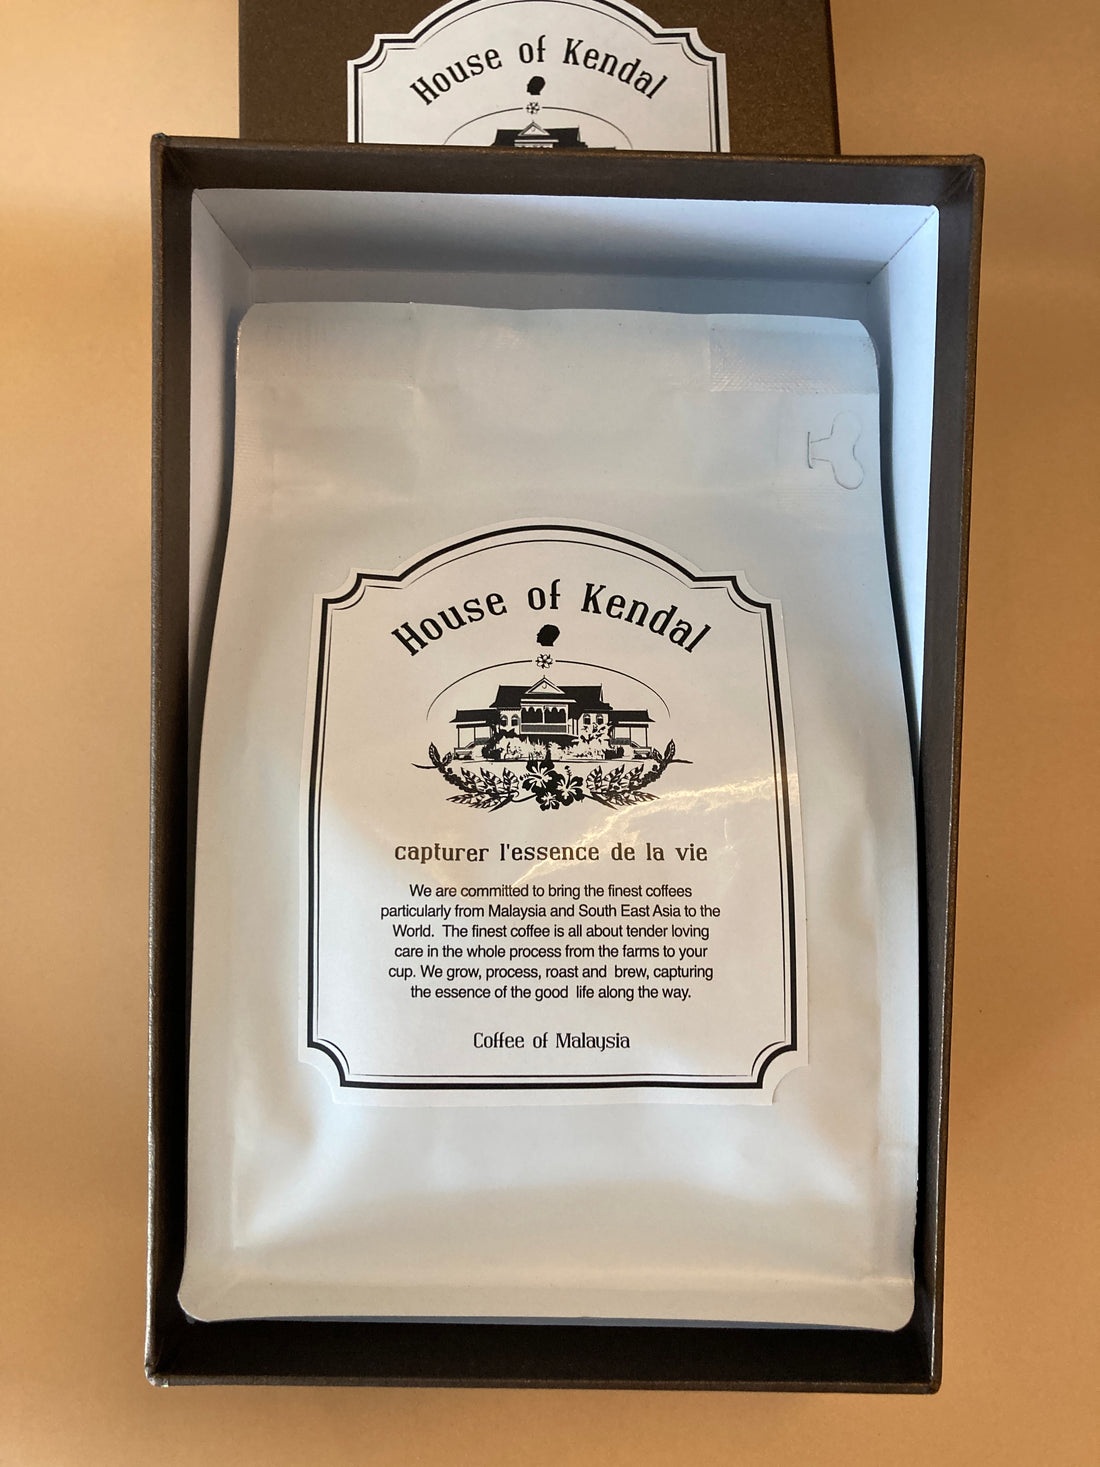 House of Kendal
House of Kendal
capturer l'essence de la vie
We are committed to bring the finest coffees
particularly from Malaysia and South East Asia to the
World. The finest coffee is all about tender loving
care in the whole process from the farms to your
cup. We grow, process, roast and brew, capturing
the essence of the good life along the way.
Coffee of Malaysia